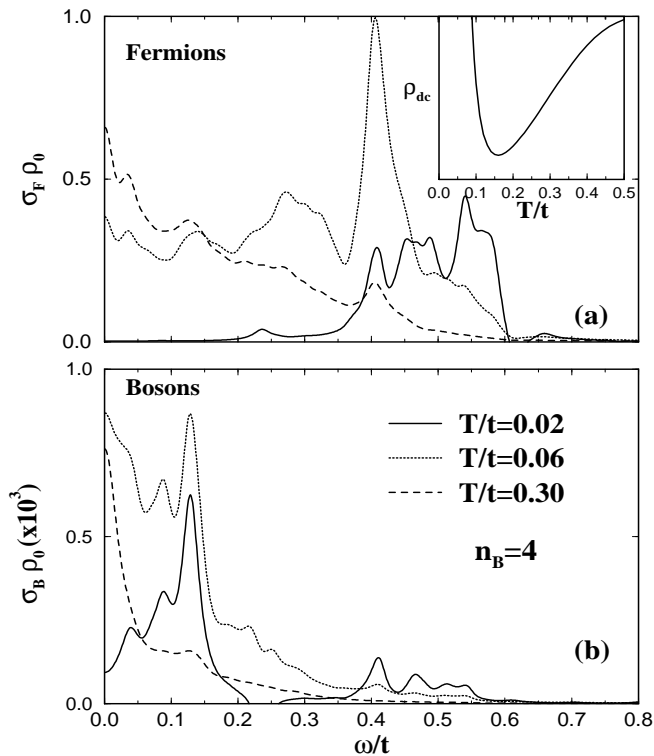 1.0
Fermions
0.5
0.0
σF ρ0
ρdc
0.0 0.1 0.2 0.3 0.4 0.5
T/t
(a)
1.0
Bosons
0.5
0.0
σB ρ0 (x10³)
T/t=0.02
T/t=0.06
T/t=0.30
nB=4
(b)
0.0 0.1 0.2 0.3 0.4 0.5 0.6 0.7 0.8
ω/t